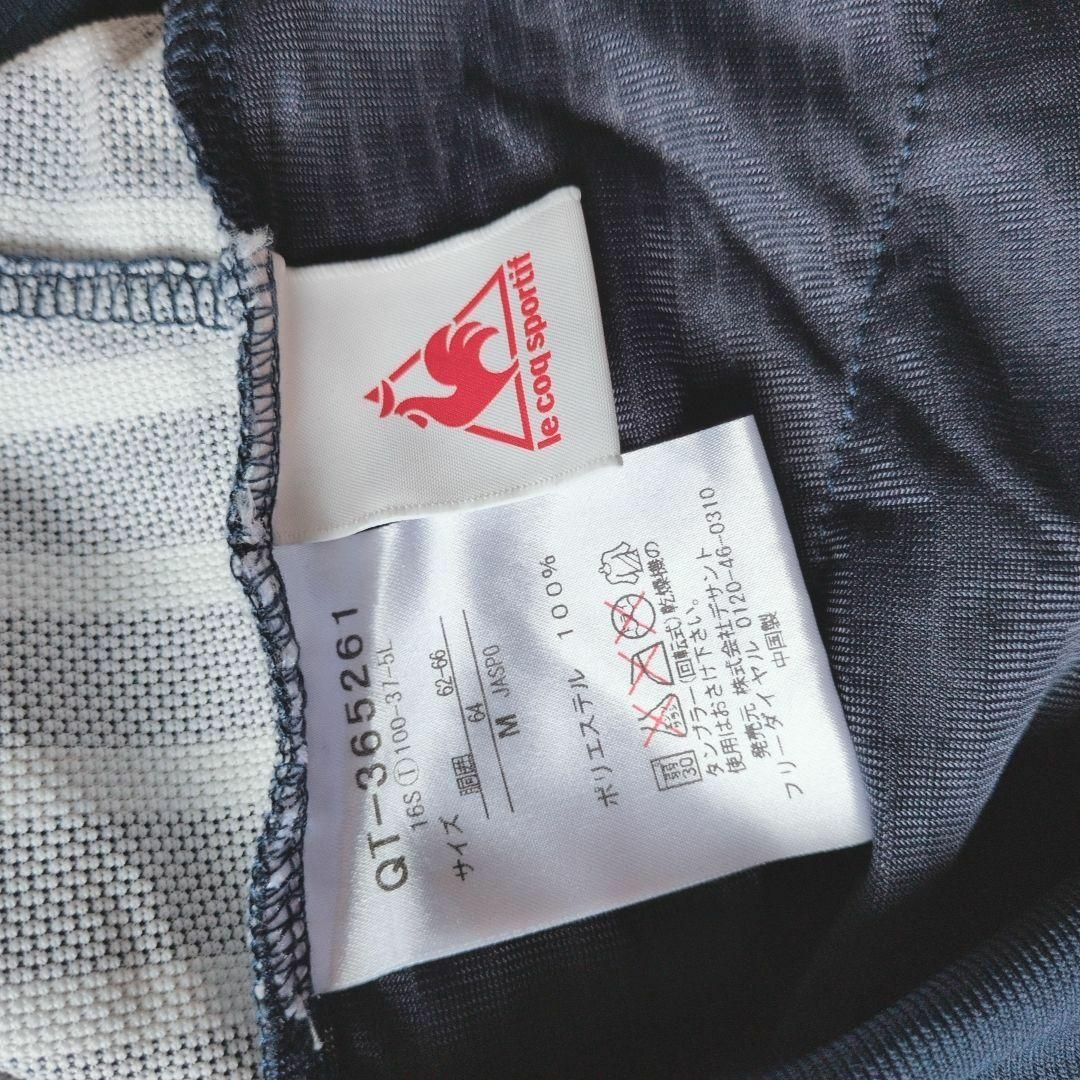 le coq sportif
QT-365261
16S Ⓣ100-37-5L
サイズ 胴囲 62-66
64
M JASPO
ポリエステル 100%
弱
30
タンブラー(回転式)乾燥機の
使用はおさけ下さい。
発売元 株式会社デサント
フリーダイヤル 0120-46-0310
中国製